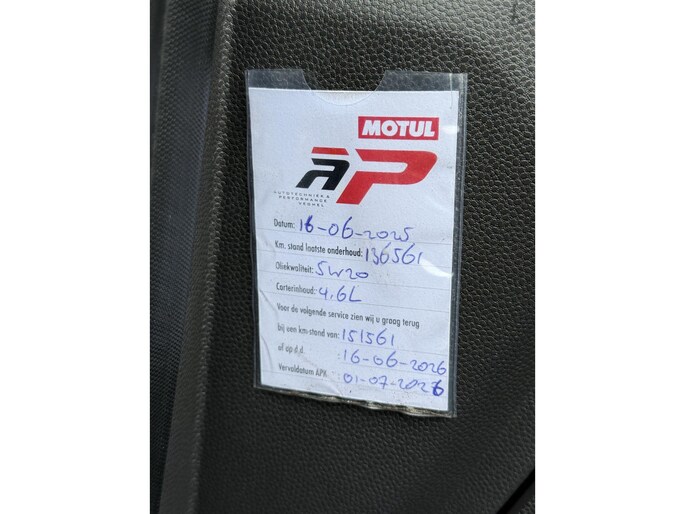 MOTUL
AP
AUTOTECHNIEK &
PERFORMANCE
VEGHEL
Datum: 16-06-2025
Km. stand laatste onderhoud: 136561
Oliekwaliteit: 5W20
Carterinhoud: 4,6L
Voor de volgende service zien wij u graag terug
bij een km-stand van: 151561
of op d.d. : 16-06-2026
Vervaldatum APK : 01-07-2026